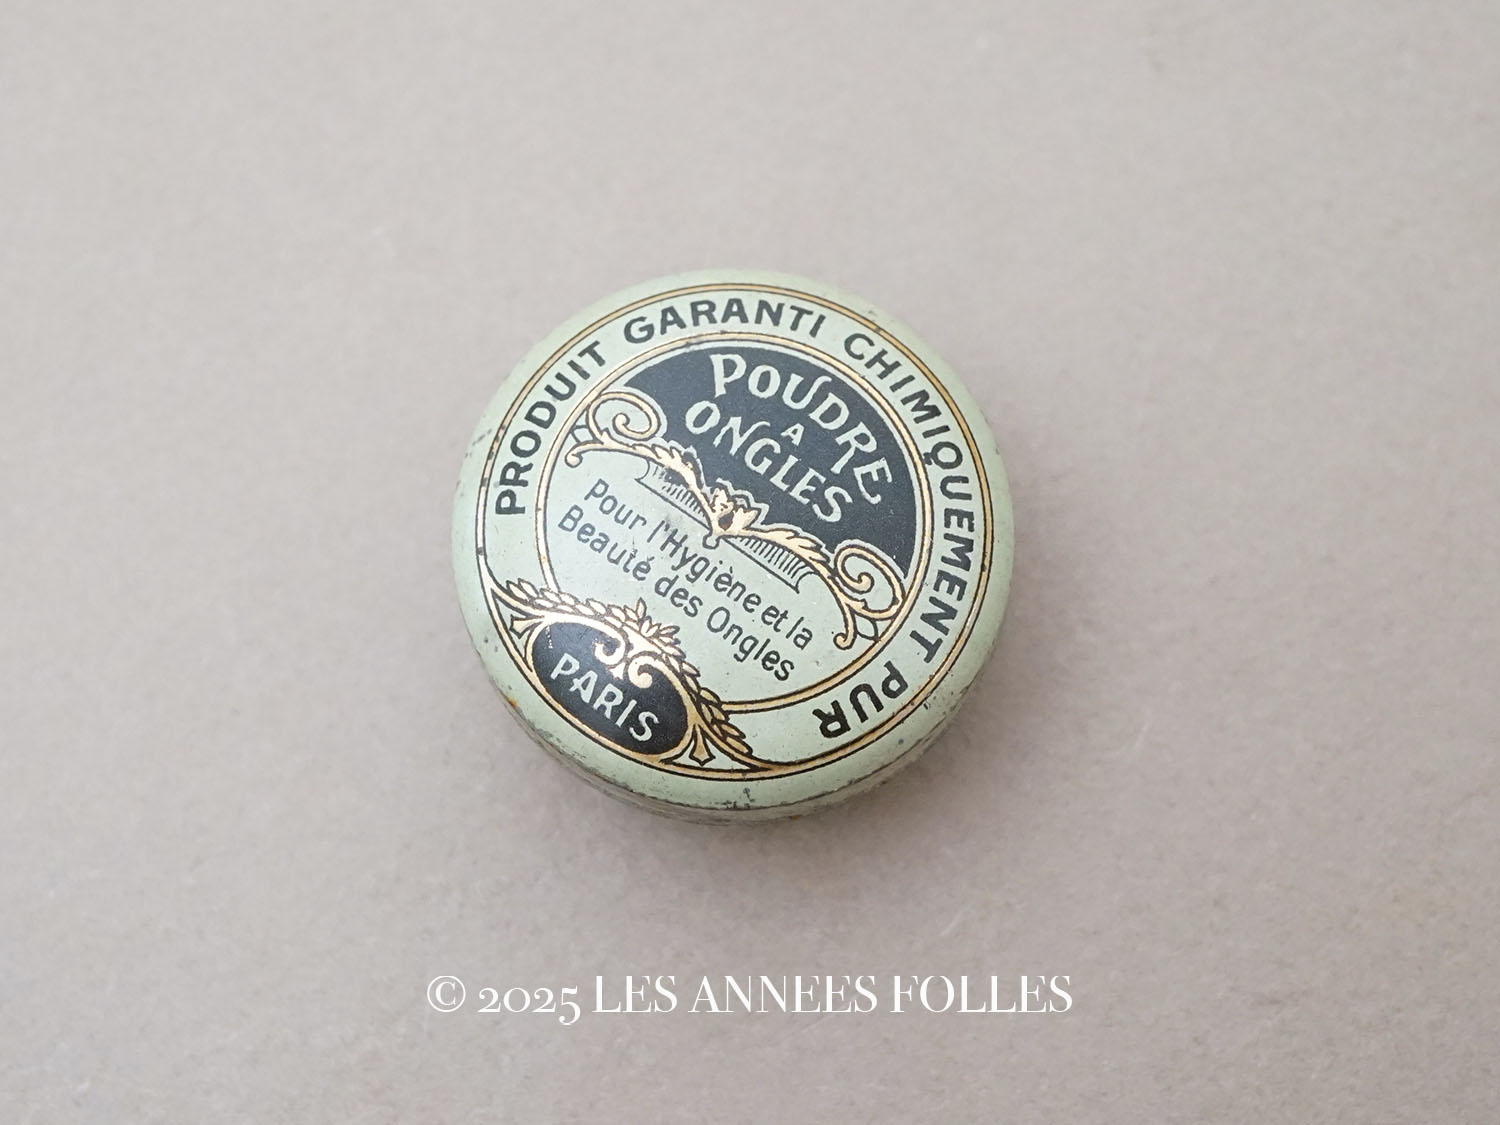 PRODUIT GARANTI CHIMIQUEMENT PUR
POUDRE
A
ONGLES
Pour l'Hygiène et la
Beauté des Ongles
PARIS
© 2025 LES ANNEES FOLLES